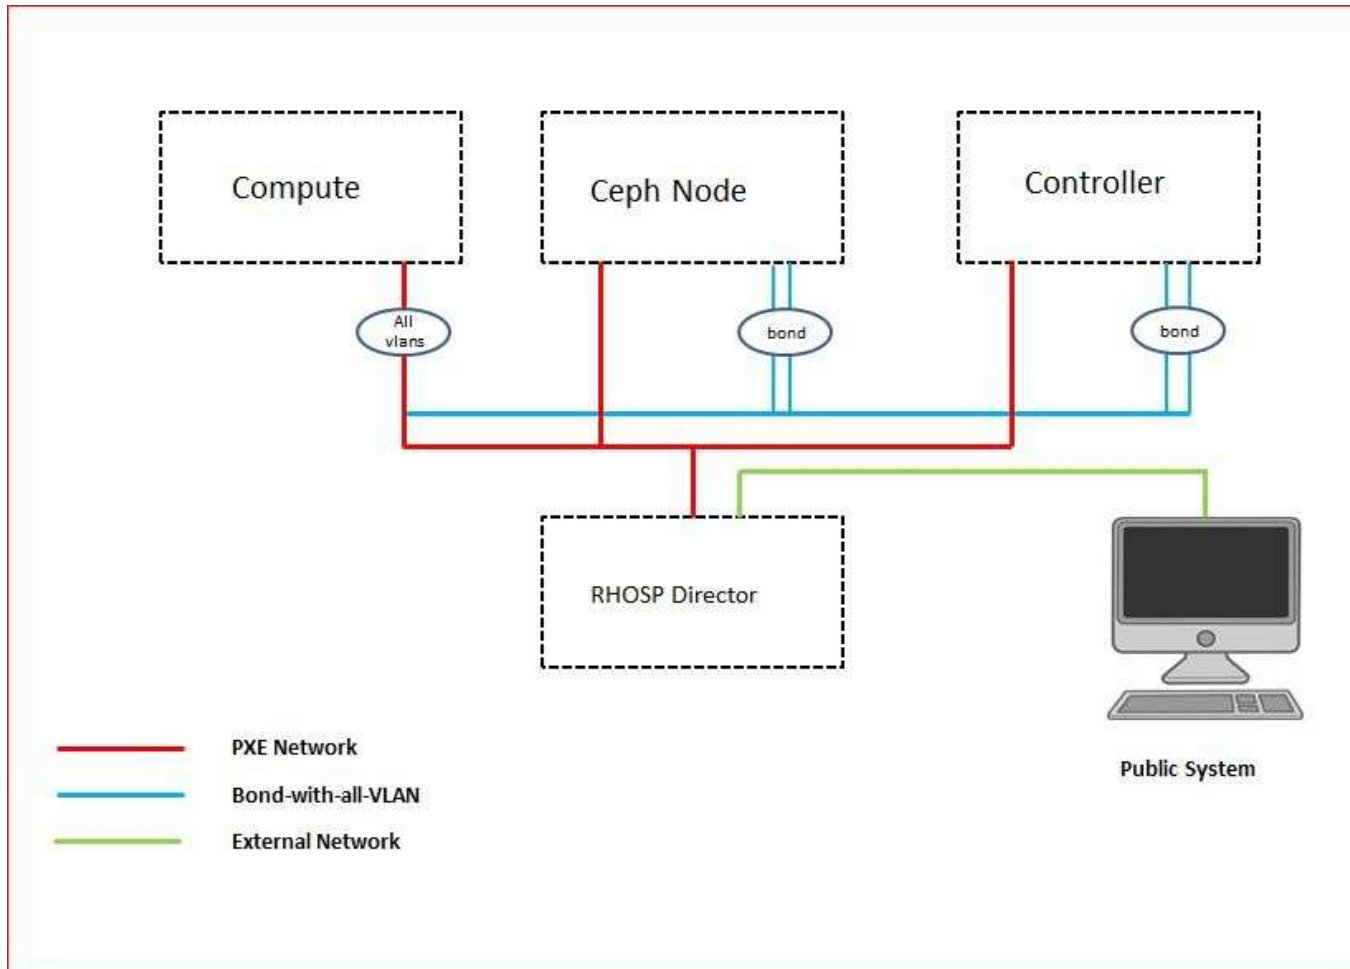 Compute
Ceph Node
Controller
All
vlans
bond
bond
RHOSP Director
PXE Network
Bond-with-all-VLAN
External Network
Public System